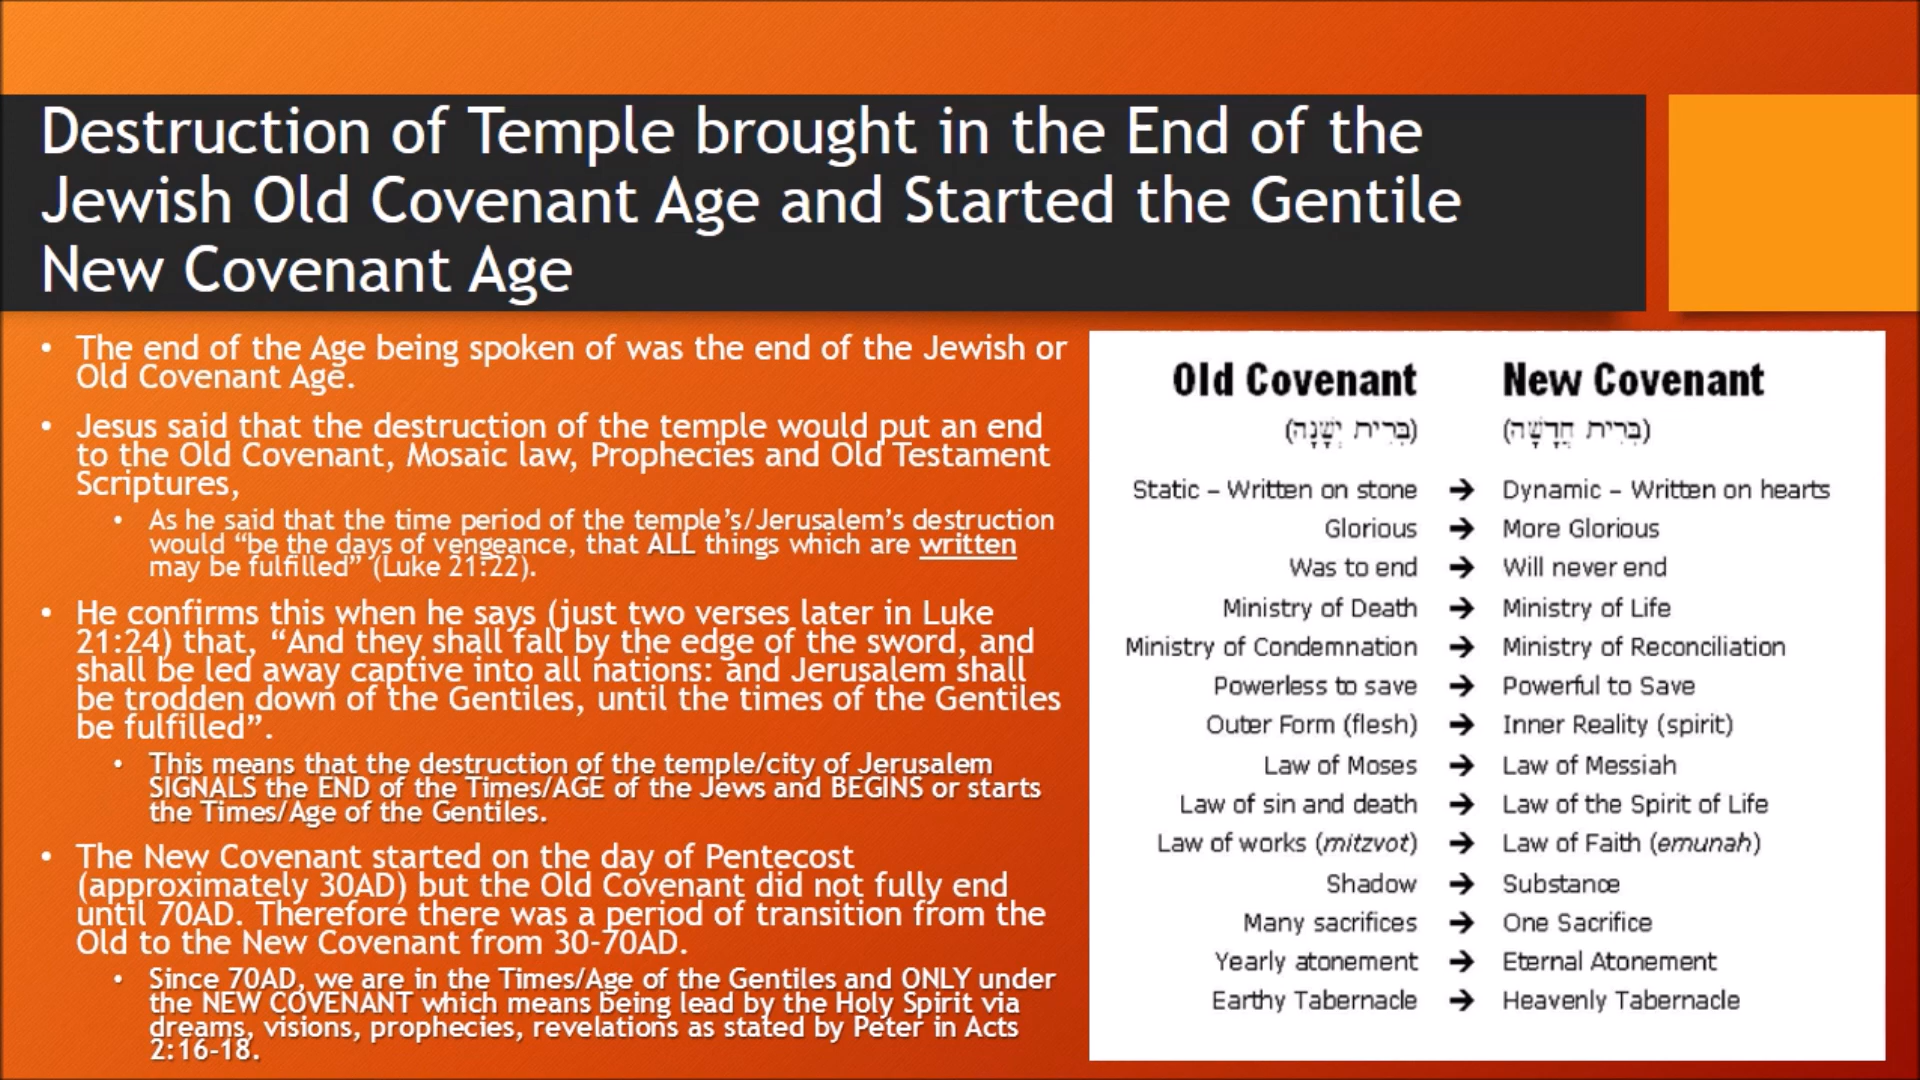 Destruction of Temple brought in the End of the
Jewish Old Covenant Age and Started the Gentile
New Covenant Age
• The end of the Age being spoken of was the end of the Jewish or
Old Covenant Age.
• Jesus said that the destruction of the temple would put an end
to the Old Covenant, Mosaic law, Prophecies and Old Testament
Scriptures,
• As he said that the time period of the temple’s/Jerusalem’s destruction
would “be the days of vengeance, that ALL things which are written
may be fulfilled” (Luke 21:22).
• He confirms this when he says (just two verses later in Luke
21:24) that, “And they shall fall by the edge of the sword, and
shall be led away captive into all nations: and Jerusalem shall
be trodden down of the Gentiles, until the times of the Gentiles
be fulfilled”.
• This means that the destruction of the temple/city of Jerusalem
SIGNALS the END of the Times/AGE of the Jews and BEGINS or starts
the Times/Age of the Gentiles.
• The New Covenant started on the day of Pentecost
(approximately 30AD) but the Old Covenant did not fully end
until 70AD. Therefore there was a period of transition from the
Old to the New Covenant from 30-70AD.
• Since 70AD, we are in the Times/Age of the Gentiles and ONLY under
the NEW COVENANT which means being lead by the Holy Spirit via
dreams, visions, prophecies, revelations as stated by Peter in Acts
2:16-18.
Old Covenant New Covenant
(בְּרִית יְשָׁנָה) (בְּרִית חֲדָשָׁה)
Static – Written on stone ➔ Dynamic – Written on hearts
Glorious ➔ More Glorious
Was to end ➔ Will never end
Ministry of Death ➔ Ministry of Life
Ministry of Condemnation ➔ Ministry of Reconciliation
Powerless to save ➔ Powerful to Save
Outer Form (flesh) ➔ Inner Reality (spirit)
Law of Moses ➔ Law of Messiah
Law of sin and death ➔ Law of the Spirit of Life
Law of works (mitzvot) ➔ Law of Faith (emunah)
Shadow ➔ Substance
Many sacrifices ➔ One Sacrifice
Yearly atonement ➔ Eternal Atonement
Earthy Tabernacle ➔ Heavenly Tabernacle